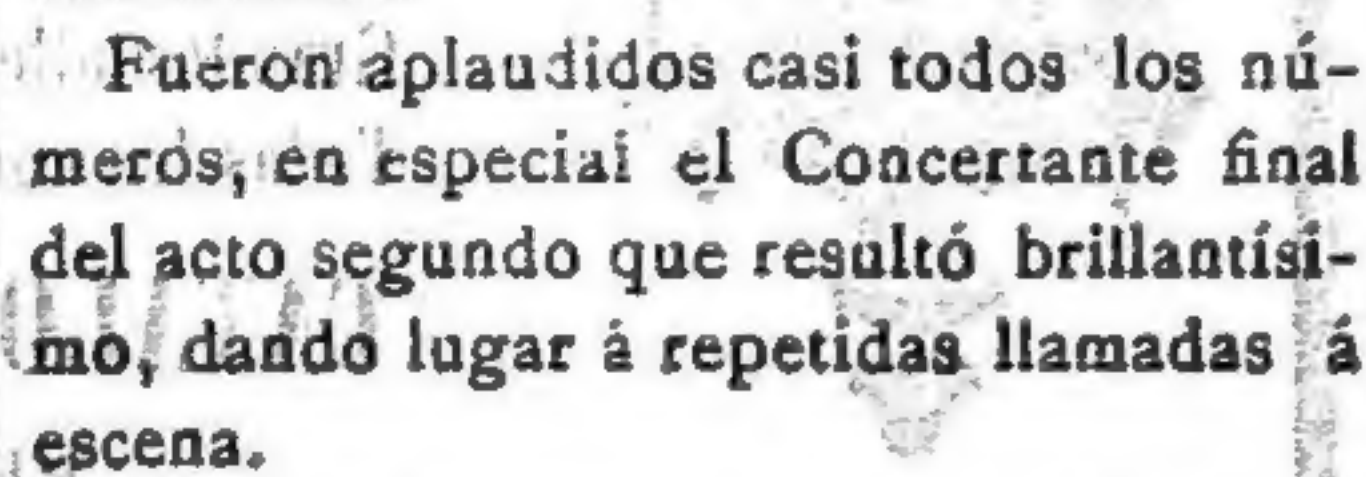 Fueron aplaudidos casi todos los nú-
meros, en especial el Concertante final
del acto segundo que resultó brillantísi-
mo, dando lugar á repetidas llamadas á
escena.